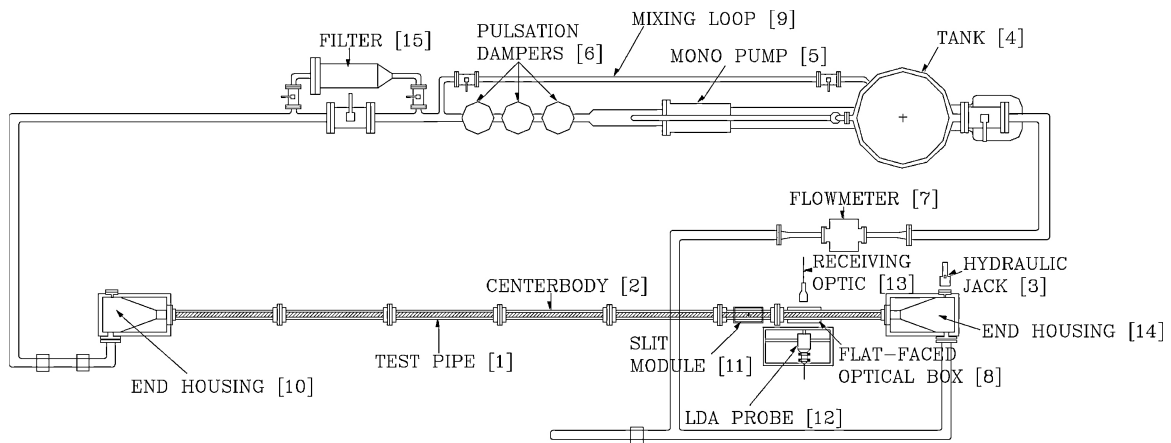 MIXING LOOP [9]
FILTER [15]
PULSATION
DAMPERS [6]
MONO PUMP [5]
TANK [4]
FLOWMETER [7]
RECEIVING
OPTIC [13]
HYDRAULIC
JACK [3]
CENTERBODY [2]
END HOUSING [14]
TEST PIPE [1]
SLIT
MODULE [11]
FLAT-FACED
OPTICAL BOX [8]
END HOUSING [10]
LDA PROBE [12]